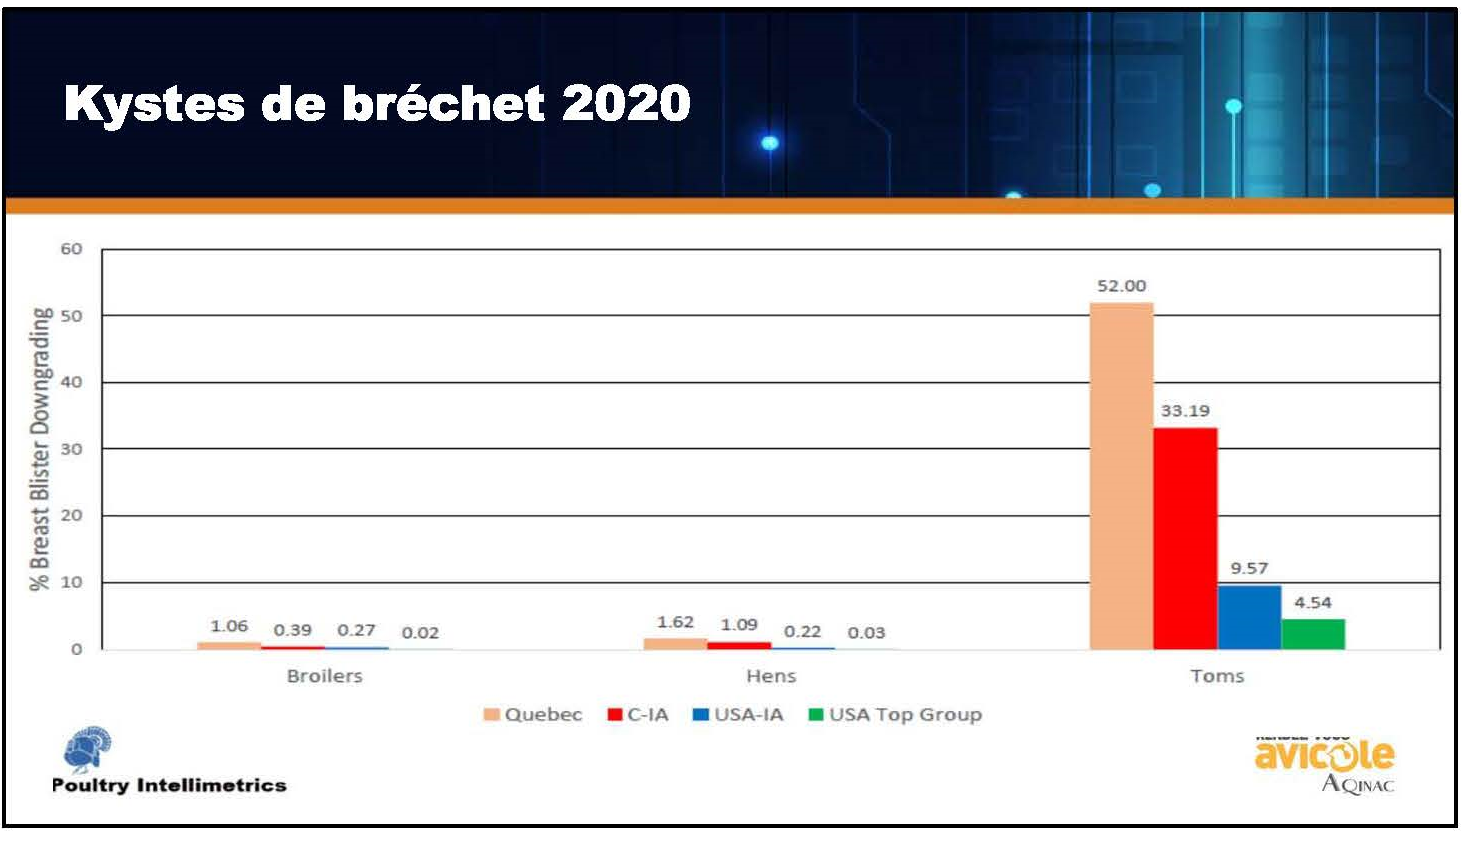 Kystes de bréchet 2020
% Breast Blister Downgrading
60
50
40
30
20
10
0
1.06 0.39 0.27 0.02
1.62 1.09 0.22 0.03
52.00
33.19
9.57
4.54
Broilers Hens Toms
Quebec C-IA USA-IA USA Top Group
Poultry Intellimetrics
avicole
AQINAC